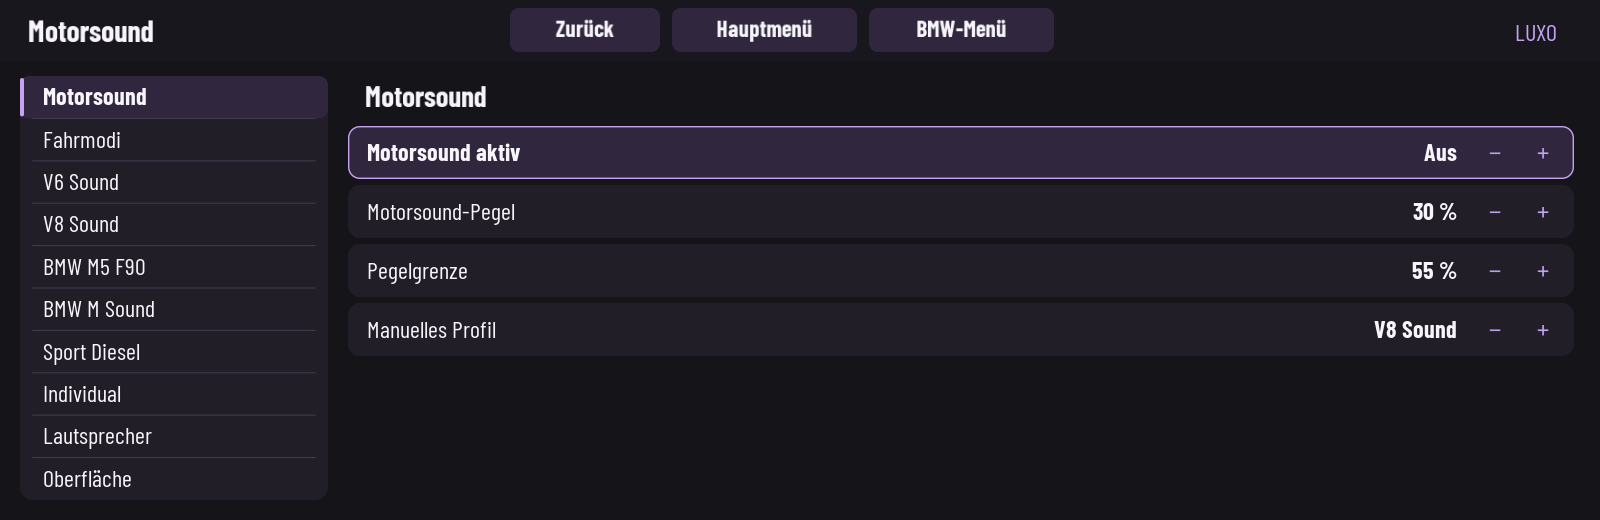 Motorsound
Zurück
Hauptmenü
BMW-Menü
LUXO
Motorsound
Fahrmodi
V6 Sound
V8 Sound
BMW M5 F90
BMW M Sound
Sport Diesel
Individual
Lautsprecher
Oberfläche
Motorsound
Motorsound aktiv Aus − +
Motorsound-Pegel 30 % − +
Pegelgrenze 55 % − +
Manuelles Profil V8 Sound − +